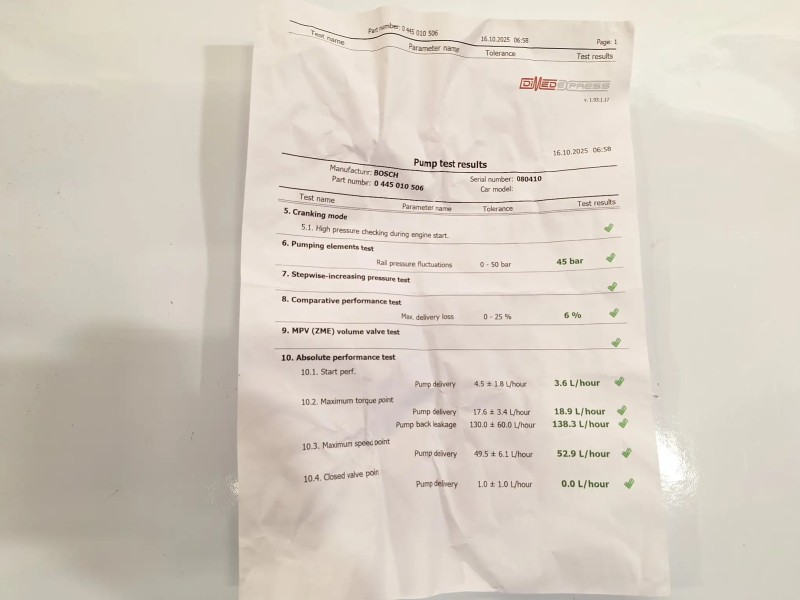 Part number: 0 445 010 506 16.10.2025 06:58 Page: 1
Test name Parameter name Tolerance Test results
DIMED EXPRESS
v. 1.93.1.17
16.10.2025 06:58
Pump test results
Manufacturr: BOSCH Serial number: 080410
Part numbr: 0 445 010 506 Car model:
Test name Parameter name Tolerance Test results
5. Cranking mode
5.1. High pressure checking during engine start.
6. Pumping elements test
Rail pressure fluctuations 0 - 50 bar 45 bar
7. Stepwise-increasing pressure test
8. Comparative performance test
Max. delivery loss 0 - 25 % 6 %
9. MPV (ZME) volume valve test
10. Absolute performance test
10.1. Start perf.
Pump delivery 4.5 ± 1.8 L/hour 3.6 L/hour
10.2. Maximum torque point
Pump delivery 17.6 ± 3.4 L/hour 18.9 L/hour
Pump back leakage 130.0 ± 60.0 L/hour 138.3 L/hour
10.3. Maximum speed point
Pump delivery 49.5 ± 6.1 L/hour 52.9 L/hour
10.4. Closed valve poin
Pump delivery 1.0 ± 1.0 L/hour 0.0 L/hour